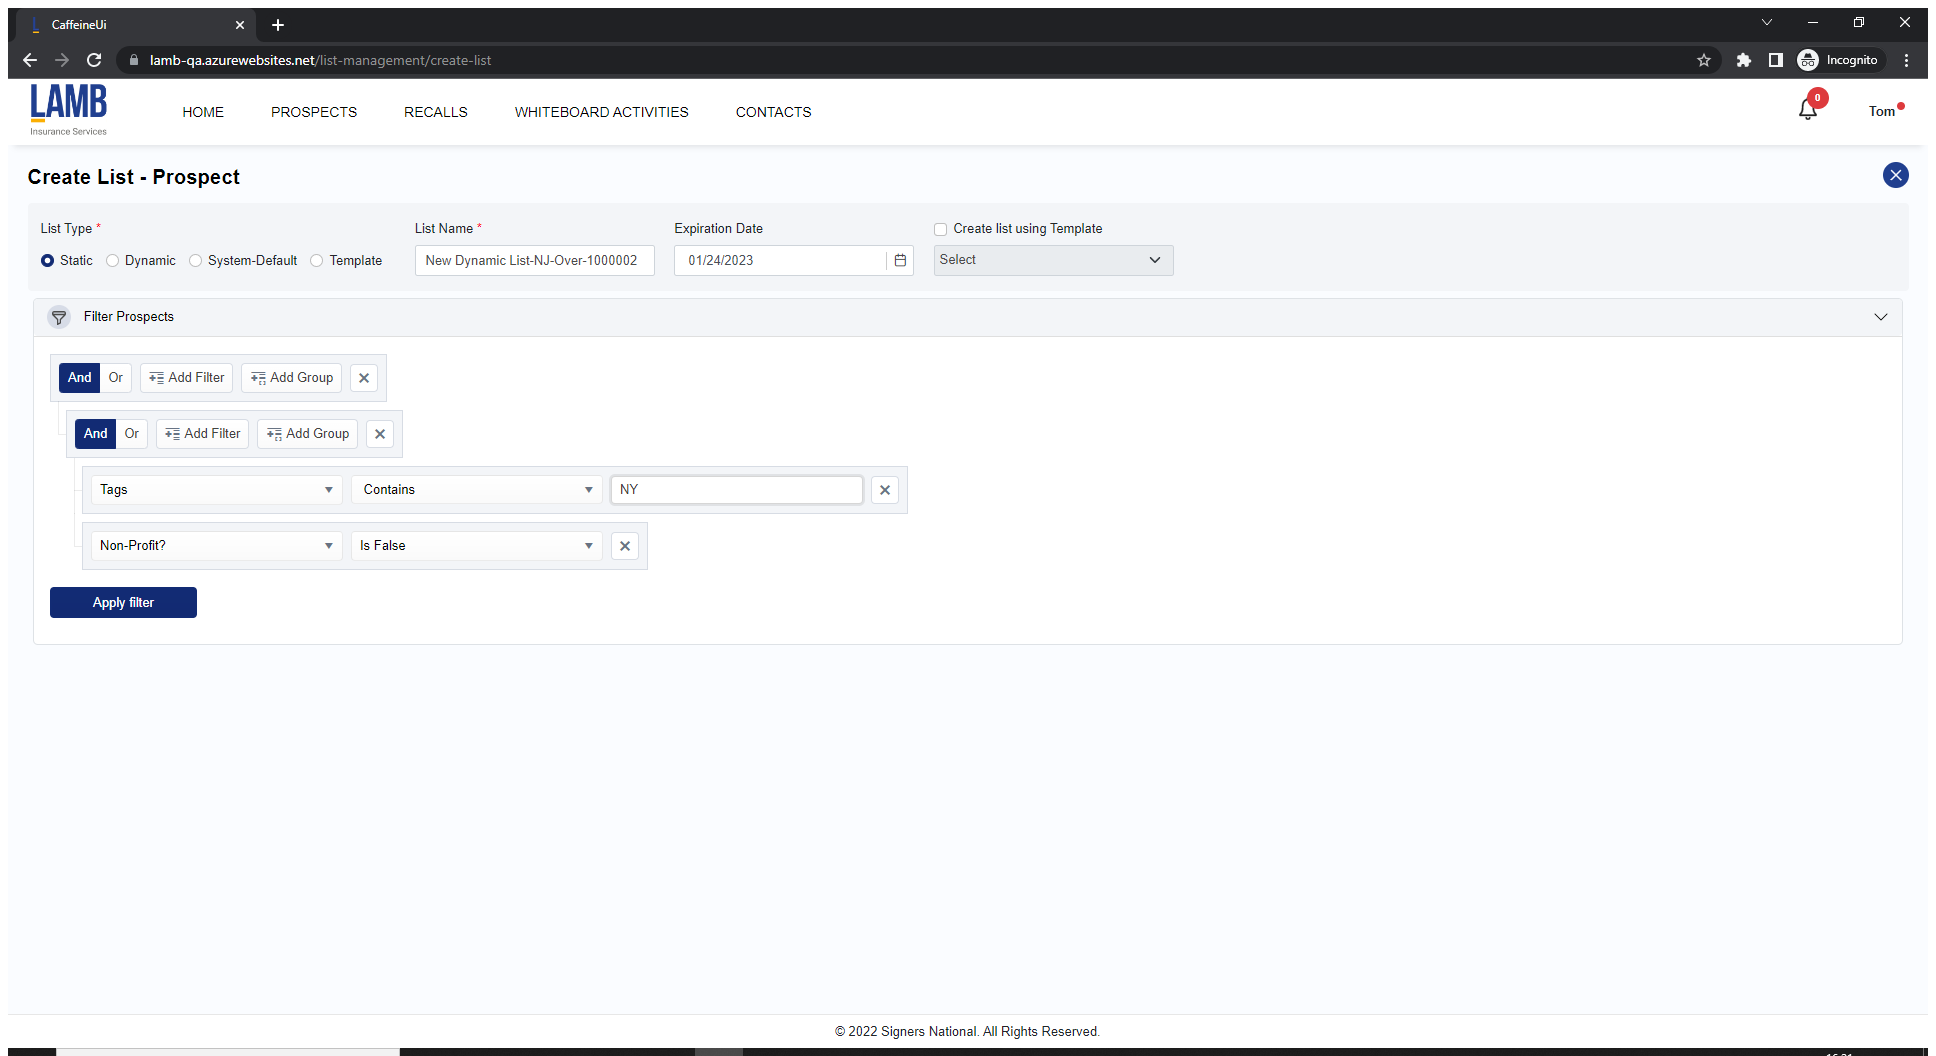 CaffeineUi
lamb-qa.azurewebsites.net/list-management/create-list
Incognito
LAMB
Insurance Services
HOME PROSPECTS RECALLS WHITEBOARD ACTIVITIES CONTACTS
0
Tom
Create List - Prospect
List Type * List Name * Expiration Date Create list using Template
Static Dynamic System-Default Template New Dynamic List-NJ-Over-1000002 01/24/2023 Select
Filter Prospects
And Or Add Filter Add Group
And Or Add Filter Add Group
Tags Contains NY
Non-Profit? Is False
Apply filter
© 2022 Signers National. All Rights Reserved.